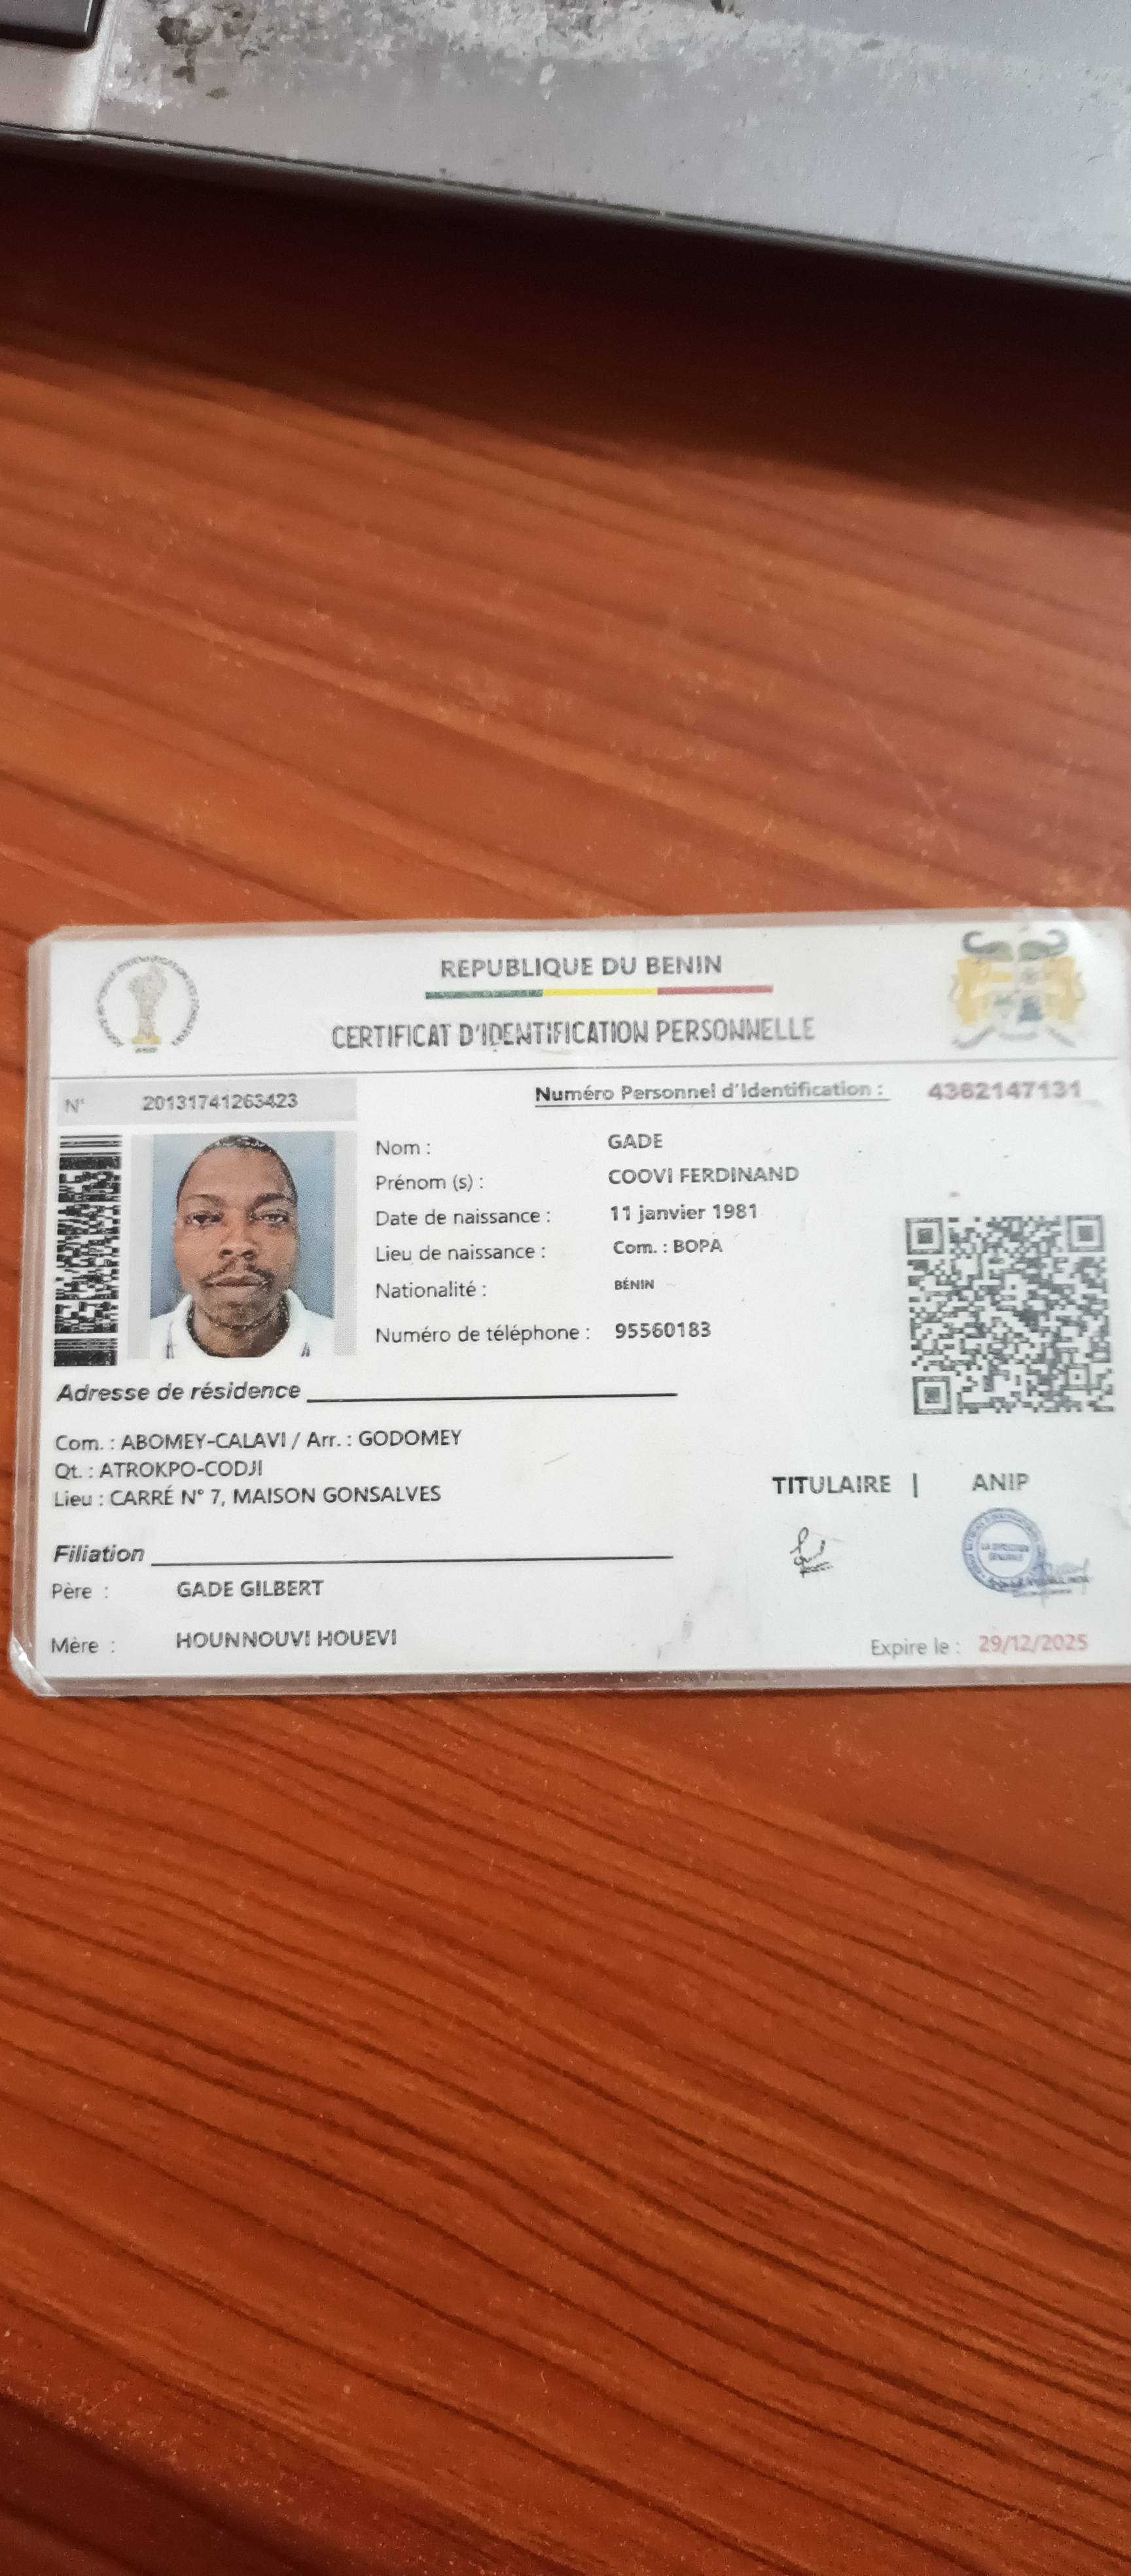 REPUBLIQUE DU BENIN
CERTIFICAT D'IDENTIFICATION PERSONNELLE
N° 20131741263423
Numéro Personnel d'Identification : 4362147131
Nom : GADE
Prénom (s) : COOVI FERDINAND
Date de naissance : 11 janvier 1981
Lieu de naissance : Com. : BOPA
Nationalité : BÉNIN
Numéro de téléphone : 95560183
Adresse de résidence
Com. : ABOMEY-CALAVI / Arr. : GODOMEY
Qt. : ATROKPO-CODJI
Lieu : CARRÉ N° 7, MAISON GONSALVES
TITULAIRE | ANIP
LA DIRECTION GENERALE
Filiation
Père : GADE GILBERT
Mère : HOUNNOUVI HOUEVI
Expire le : 29/12/2025